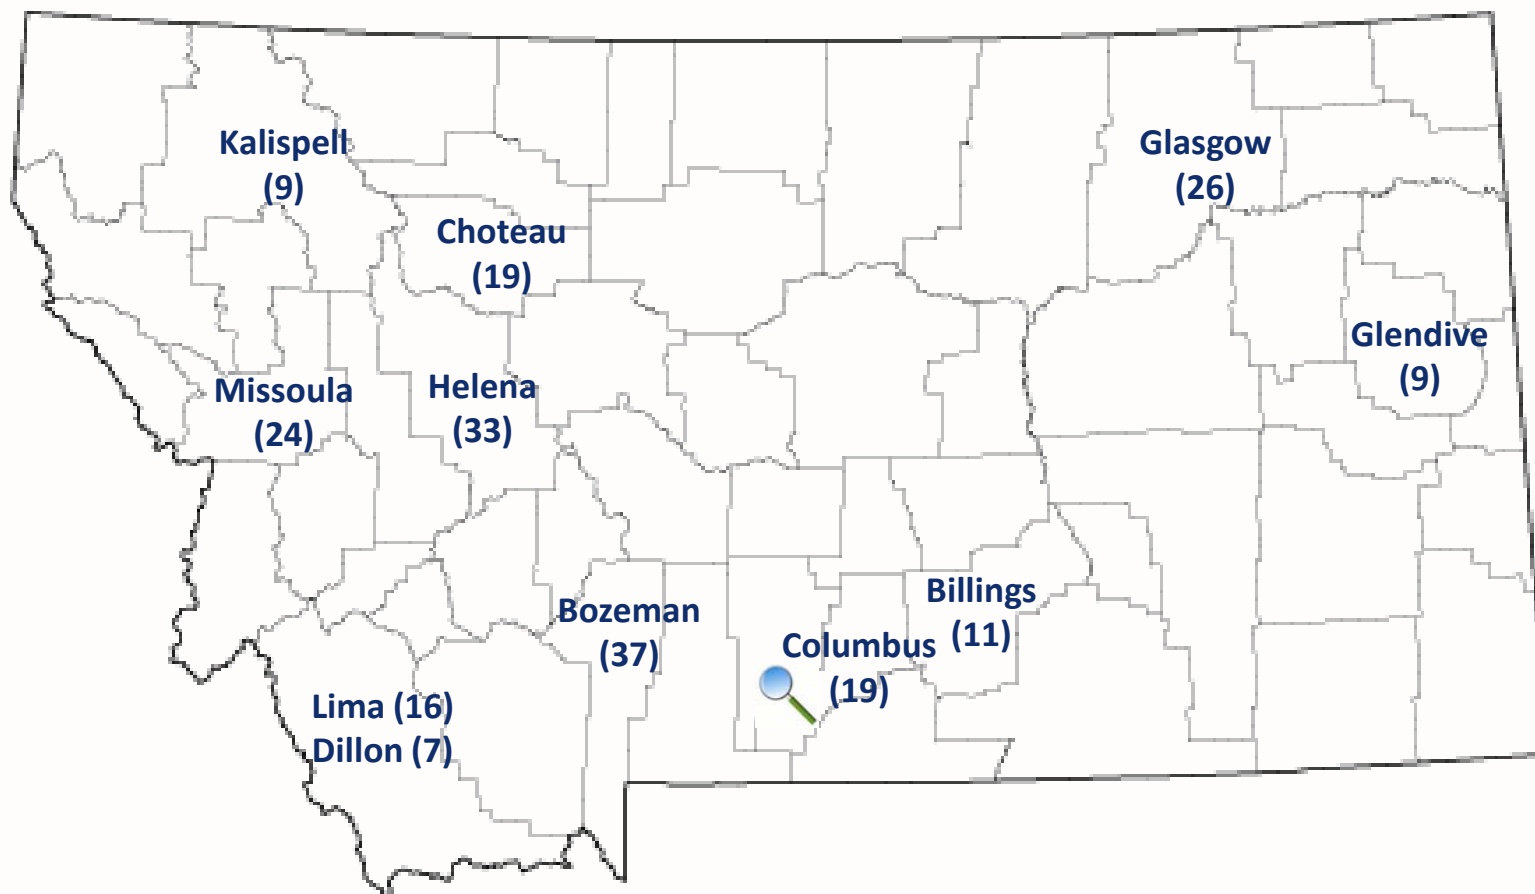 Kalispell
(9)
Glasgow
(26)
Choteau
(19)
Glendive
(9)
Missoula
(24)
Helena
(33)
Billings
(11)
Bozeman
(37)
Columbus
(19)
Lima (16)
Dillon (7)